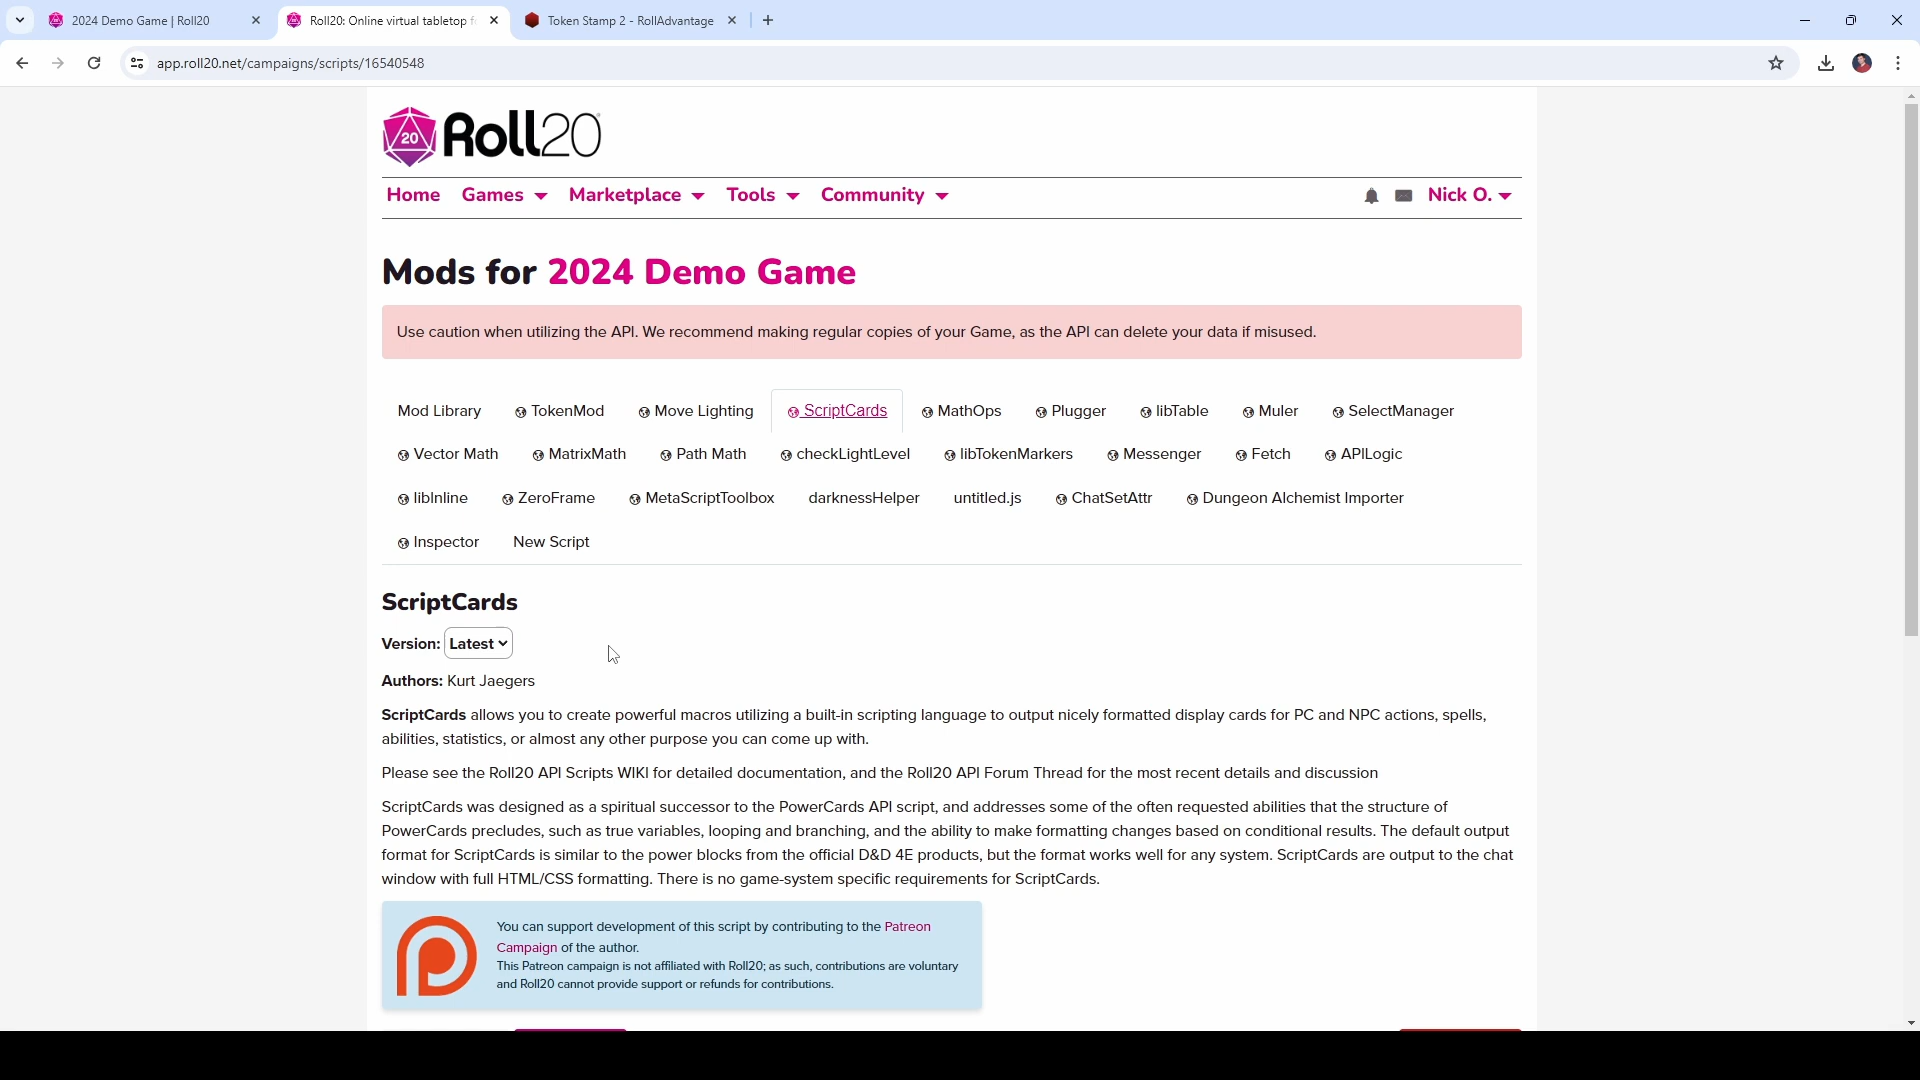 2024 Demo Game | Roll20
Roll20: Online virtual tabletop f
Token Stamp 2 - RollAdvantage
app.roll20.net/campaigns/scripts/16540548
20 Roll20
Home Games Marketplace Tools Community Nick O.
Mods for 2024 Demo Game
Use caution when utilizing the API. We recommend making regular copies of your Game, as the API can delete your data if misused.
Mod Library TokenMod Move Lighting ScriptCards MathOps Plugger libTable Muler SelectManager
Vector Math MatrixMath Path Math checkLightLevel libTokenMarkers Messenger Fetch APILogic
libInline ZeroFrame MetaScriptToolbox darknessHelper untitled.js ChatSetAttr Dungeon Alchemist Importer
Inspector New Script
ScriptCards
Version: Latest
Authors: Kurt Jaegers
ScriptCards allows you to create powerful macros utilizing a built-in scripting language to output nicely formatted display cards for PC and NPC actions, spells,
abilities, statistics, or almost any other purpose you can come up with.
Please see the Roll20 API Scripts WIKI for detailed documentation, and the Roll20 API Forum Thread for the most recent details and discussion
ScriptCards was designed as a spiritual successor to the PowerCards API script, and addresses some of the often requested abilities that the structure of
PowerCards precludes, such as true variables, looping and branching, and the ability to make formatting changes based on conditional results. The default output
format for ScriptCards is similar to the power blocks from the official D&D 4E products, but the format works well for any system. ScriptCards are output to the chat
window with full HTML/CSS formatting. There is no game-system specific requirements for ScriptCards.
You can support development of this script by contributing to the Patreon
Campaign of the author.
This Patreon campaign is not affiliated with Roll20; as such, contributions are voluntary
and Roll20 cannot provide support or refunds for contributions.